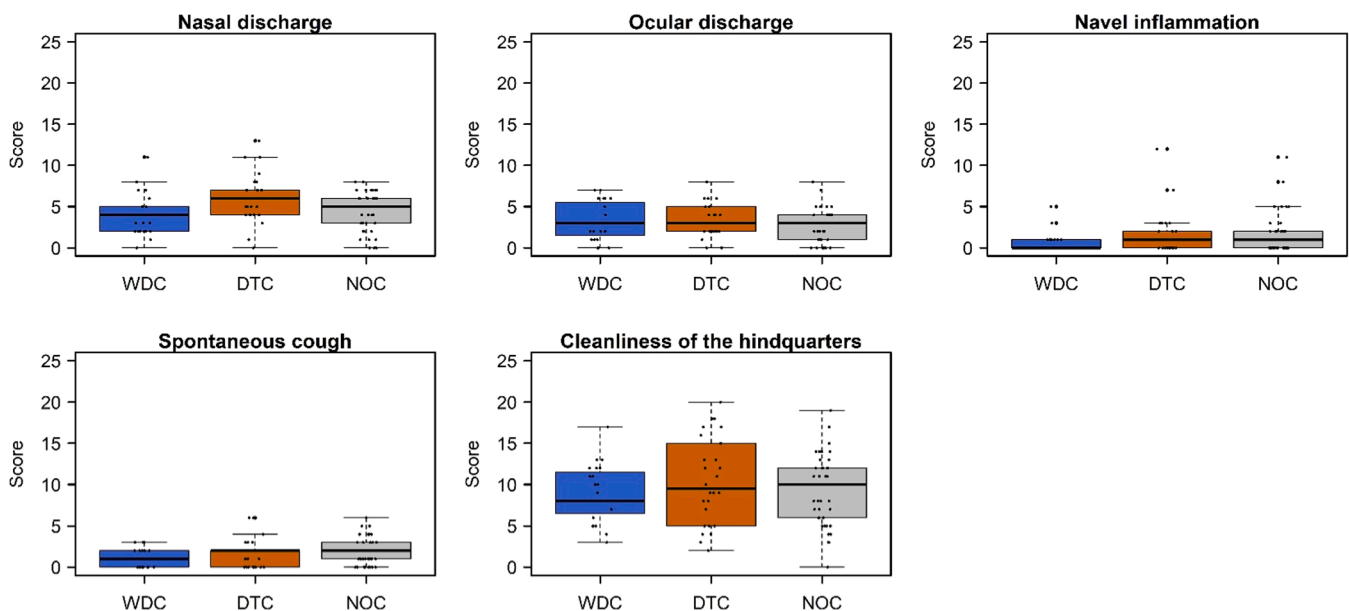 Nasal discharge
Score
25
20
15
10
5
0
WDC DTC NOC
Ocular discharge
Score
25
20
15
10
5
0
WDC DTC NOC
Navel inflammation
Score
25
20
15
10
5
0
WDC DTC NOC
Spontaneous cough
Score
25
20
15
10
5
0
WDC DTC NOC
Cleanliness of the hindquarters
Score
25
20
15
10
5
0
WDC DTC NOC